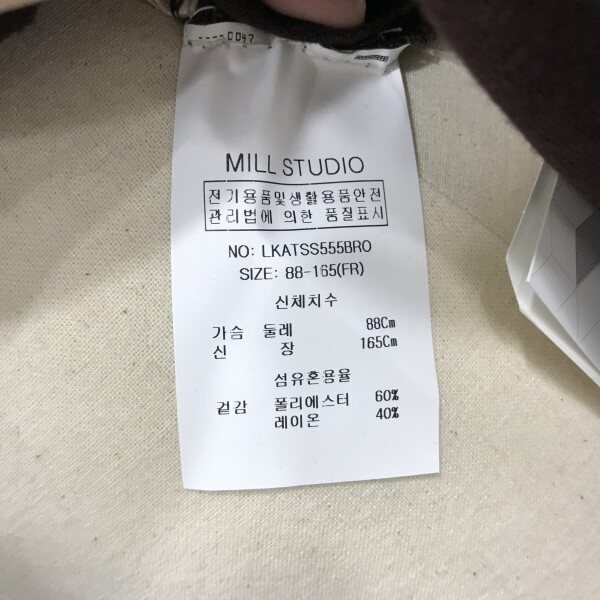 0047
MILL STUDIO
전기용품및생활용품안전
관리법에 의한 품질표시
NO: LKATSS555BRO
SIZE: 88-165(FR)
신체치수
가슴 둘레 88Cm
신 장 165Cm
섬유혼용율
겉감 폴리에스터 60%
레이온 40%